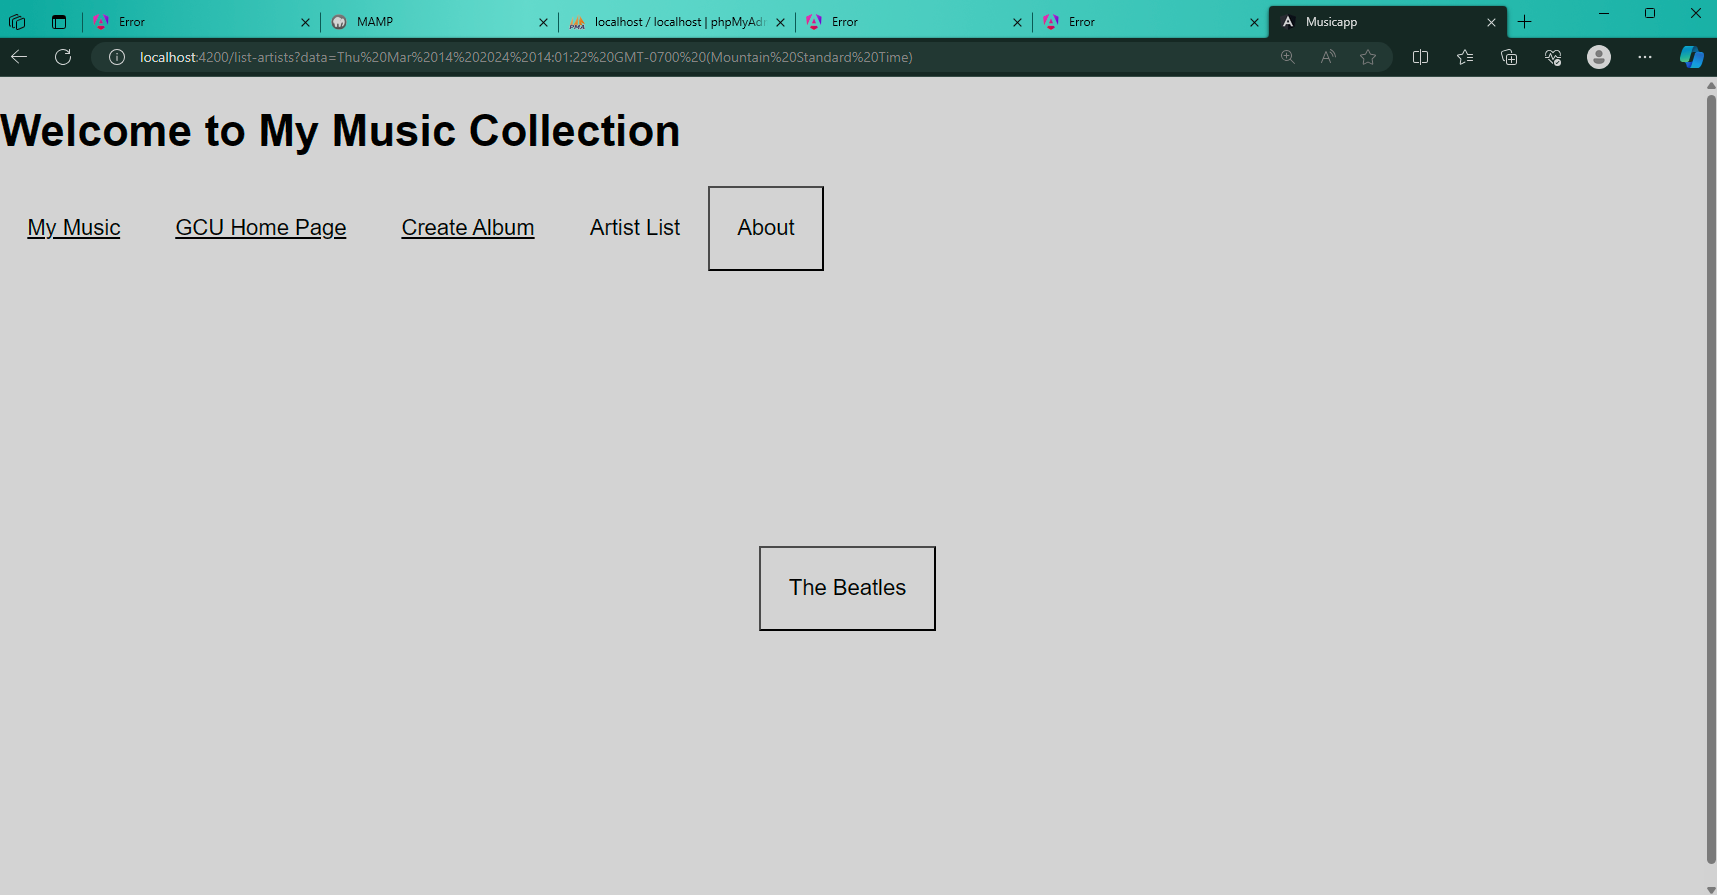 Error
MAMP
localhost / localhost | phpMyAdm
Error
Error
Musicapp
localhost:4200/list-artists?data=Thu%20Mar%2014%202024%2014:01:22%20GMT-0700%20(Mountain%20Standard%20Time)
Welcome to My Music Collection
My Music
GCU Home Page
Create Album
Artist List
About
The Beatles